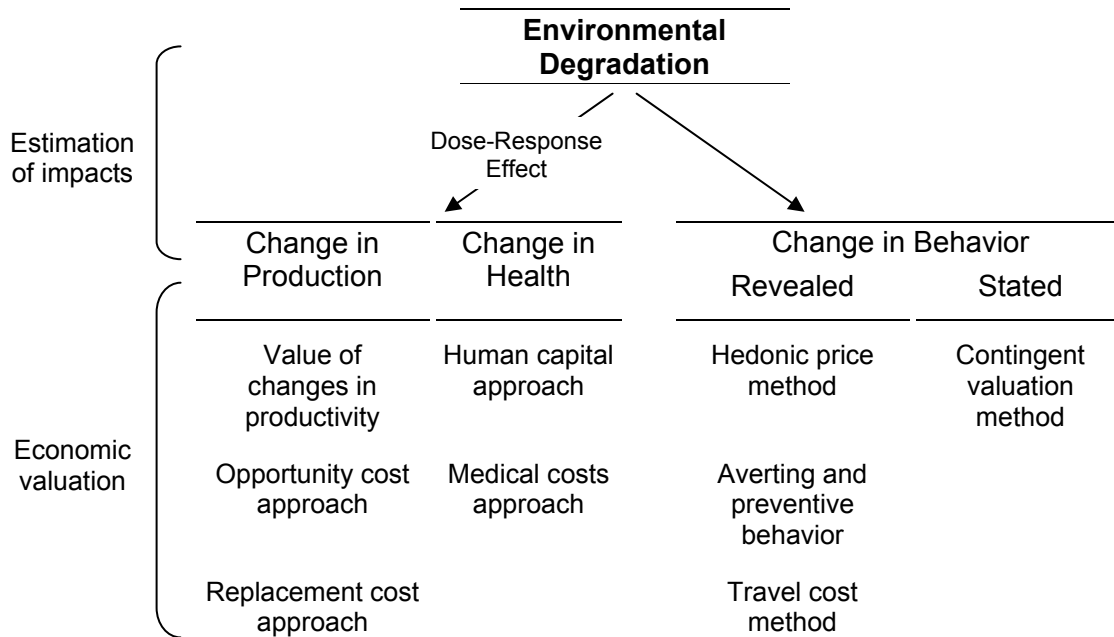 Environmental
Degradation
Estimation
of impacts
Dose-Response
Effect
Change in
Production
Change in
Health
Change in Behavior
Revealed
Stated
Economic
valuation
Value of
changes in
productivity
Human capital
approach
Hedonic price
method
Contingent
valuation
method
Opportunity cost
approach
Medical costs
approach
Averting and
preventive
behavior
Replacement cost
approach
Travel cost
method